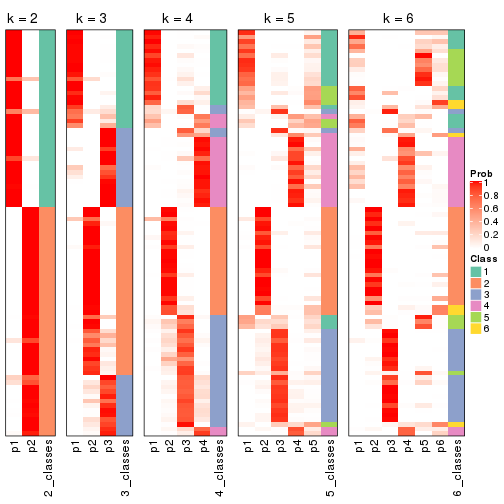 k = 2
k = 3
k = 4
k = 5
k = 6
Prob
1
0.8
0.6
0.4
0.2
0
Class
1
2
3
4
5
6
p1
p2
2_classes
p1
p2
p3
3_classes
p1
p2
p3
p4
4_classes
p1
p2
p3
p4
p5
5_classes
p1
p2
p3
p4
p5
p6
6_classes